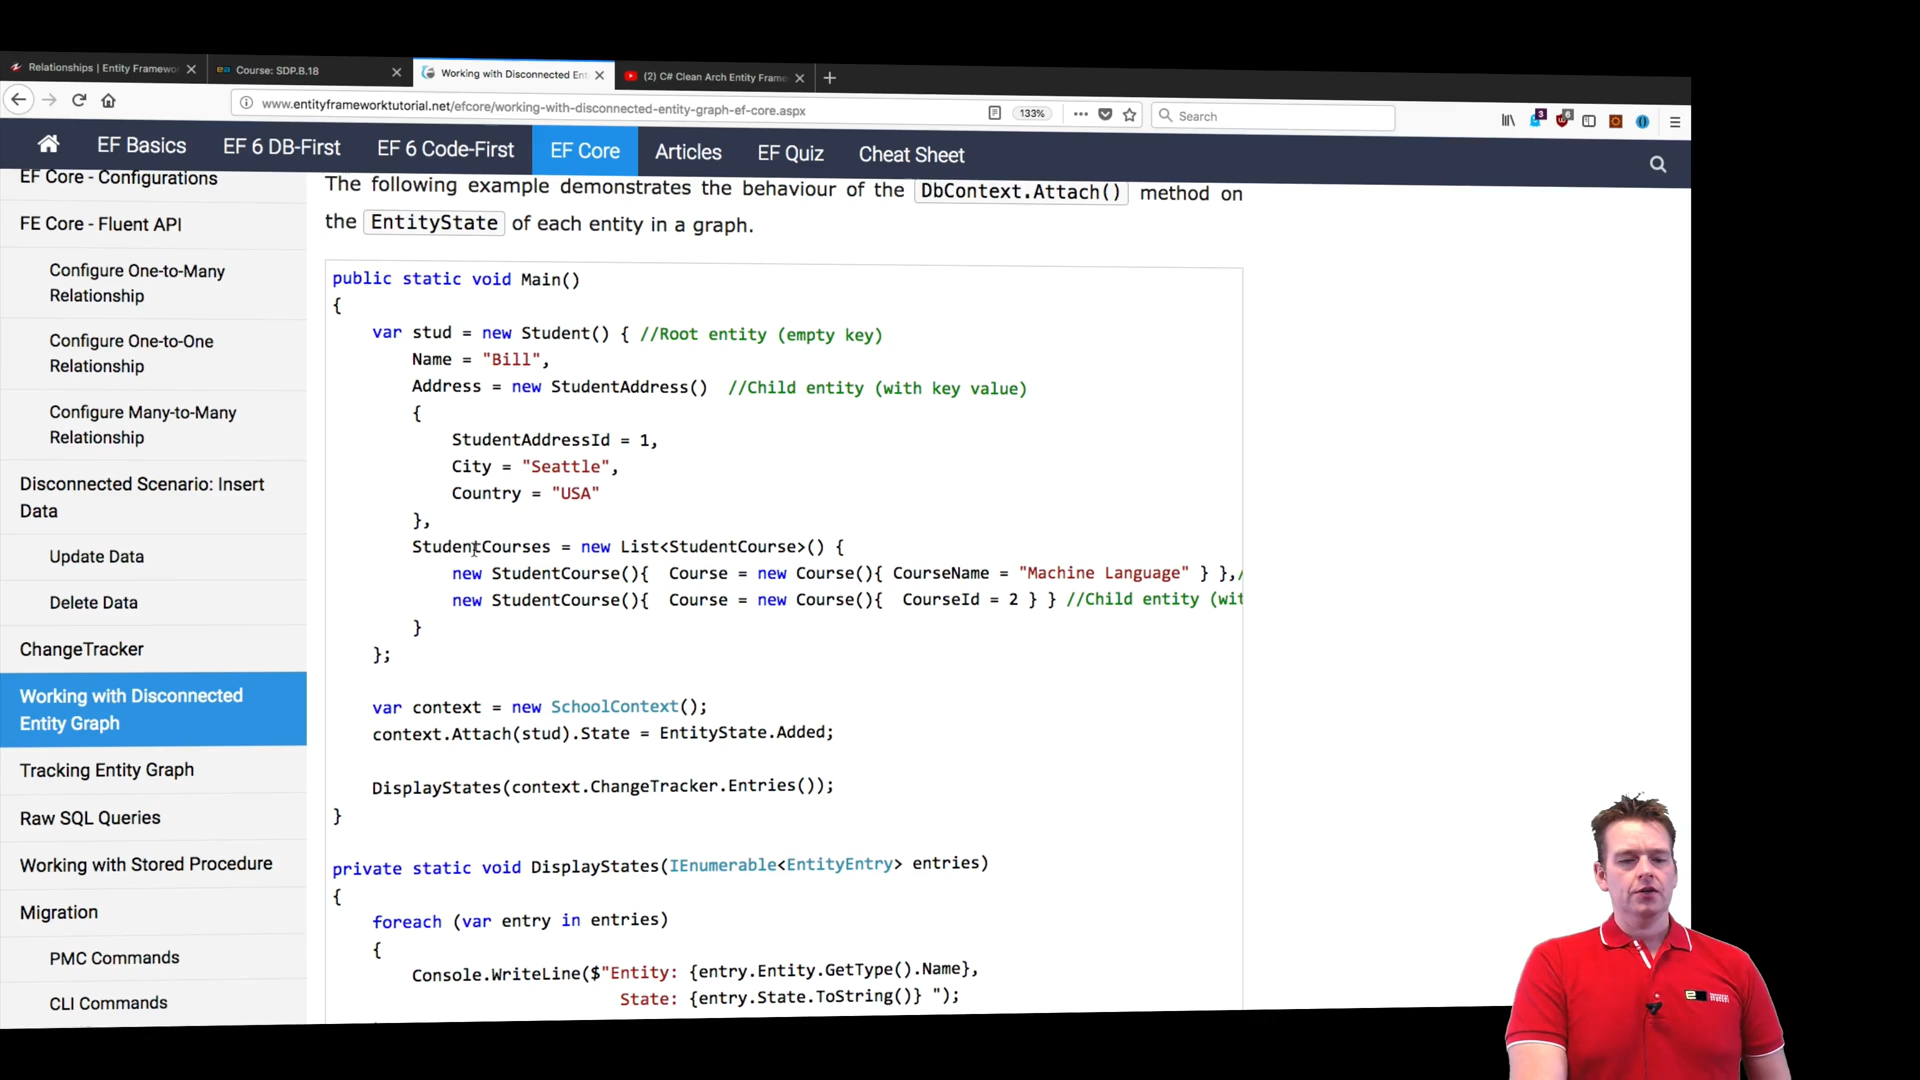 Relationships | Entity Framewo
Course: SDP.B.18
Working with Disconnected Ent
(2) C# Clean Arch Entity Frame
www.entityframeworktutorial.net/efcore/working-with-disconnected-entity-graph-ef-core.aspx
133%
Search
3
6
EF Basics
EF 6 DB-First
EF 6 Code-First
EF Core
Articles
EF Quiz
Cheat Sheet
EF Core - Configurations
FE Core - Fluent API
Configure One-to-Many
Relationship
Configure One-to-One
Relationship
Configure Many-to-Many
Relationship
Disconnected Scenario: Insert
Data
Update Data
Delete Data
ChangeTracker
Working with Disconnected
Entity Graph
Tracking Entity Graph
Raw SQL Queries
Working with Stored Procedure
Migration
PMC Commands
CLI Commands
The following example demonstrates the behaviour of the DbContext.Attach() method on
the EntityState of each entity in a graph.
public static void Main()
{
var stud = new Student() { //Root entity (empty key)
Name = "Bill",
Address = new StudentAddress() //Child entity (with key value)
{
StudentAddressId = 1,
City = "Seattle",
Country = "USA"
},
StudentCourses = new List<StudentCourse>() {
new StudentCourse(){ Course = new Course(){ CourseName = "Machine Language" } },/
new StudentCourse(){ Course = new Course(){ CourseId = 2 } } //Child entity (wit
}
};
var context = new SchoolContext();
context.Attach(stud).State = EntityState.Added;
DisplayStates(context.ChangeTracker.Entries());
}
private static void DisplayStates(IEnumerable<EntityEntry> entries)
{
foreach (var entry in entries)
{
Console.WriteLine($"Entity: {entry.Entity.GetType().Name},
State: {entry.State.ToString()} ");